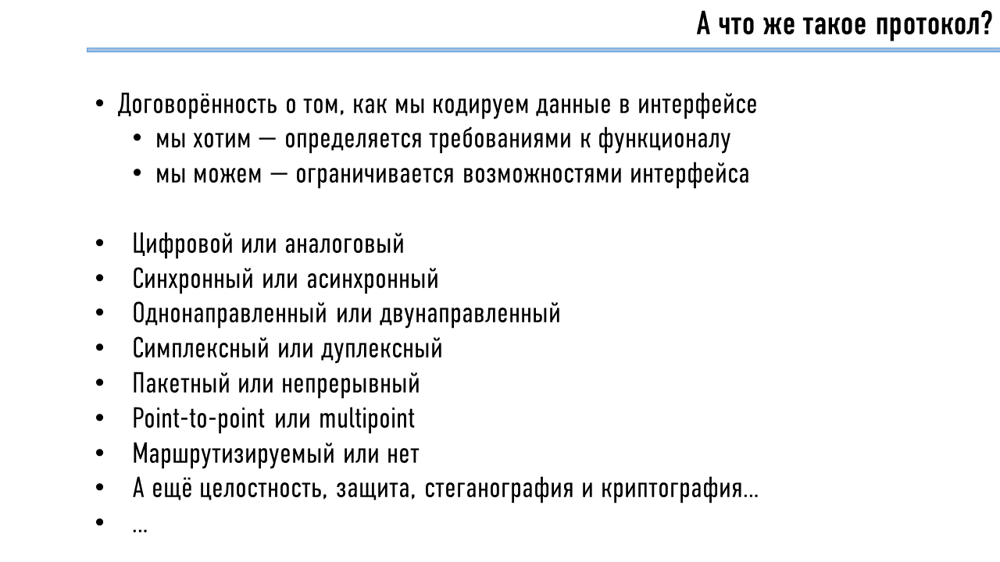 А что же такое протокол?
• Договорённость о том, как мы кодируем данные в интерфейсе
• мы хотим — определяется требованиями к функционалу
• мы можем — ограничивается возможностями интерфейса
• Цифровой или аналоговый
• Синхронный или асинхронный
• Однонаправленный или двунаправленный
• Симплексный или дуплексный
• Пакетный или непрерывный
• Point-to-point или multipoint
• Маршрутизируемый или нет
• А ещё целостность, защита, стеганография и криптография...
• ...